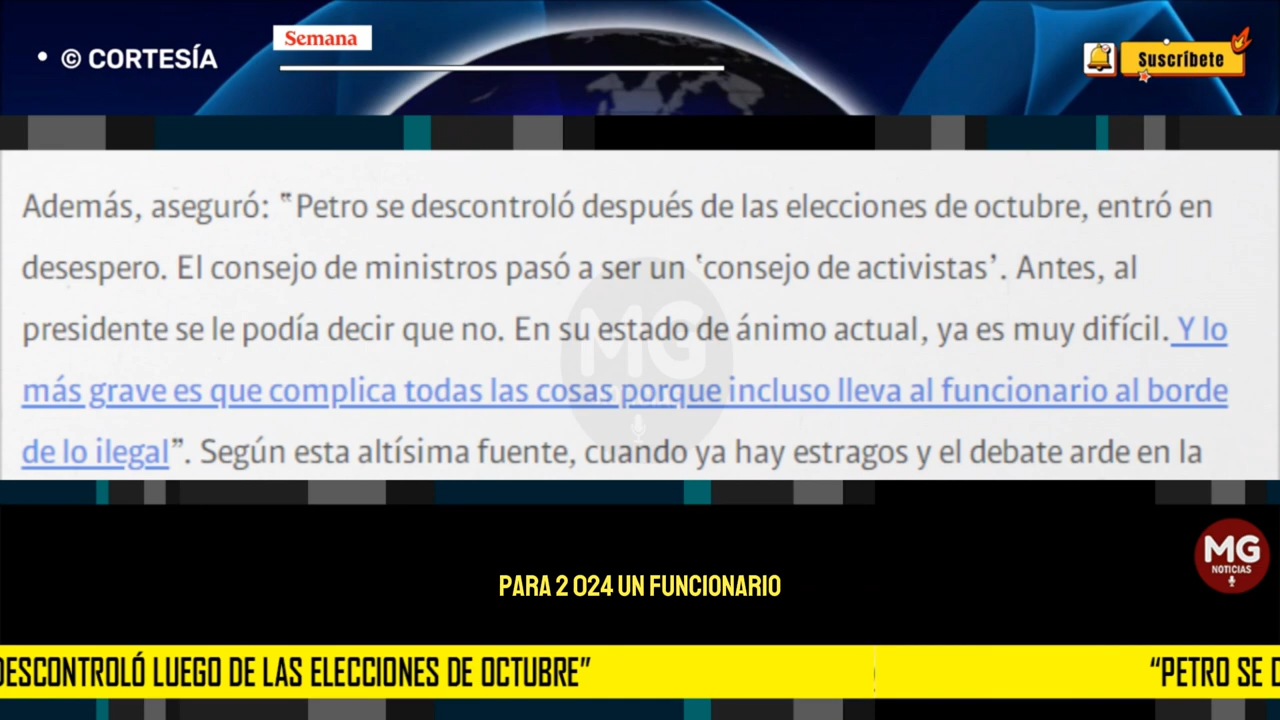 • © CORTESÍA
Semana
Suscríbete
Además, aseguró: “Petro se descontroló después de las elecciones de octubre, entró en
desespero. El consejo de ministros pasó a ser un ‘consejo de activistas’. Antes, al
presidente se le podía decir que no. En su estado de ánimo actual, ya es muy difícil. Y lo
más grave es que complica todas las cosas porque incluso lleva al funcionario al borde
de lo ilegal”. Según esta altísima fuente, cuando ya hay estragos y el debate arde en la
MG
MG
NOTICIAS
PARA 2 024 UN FUNCIONARIO
DESCONTROLÓ LUEGO DE LAS ELECCIONES DE OCTUBRE” “PETRO SE